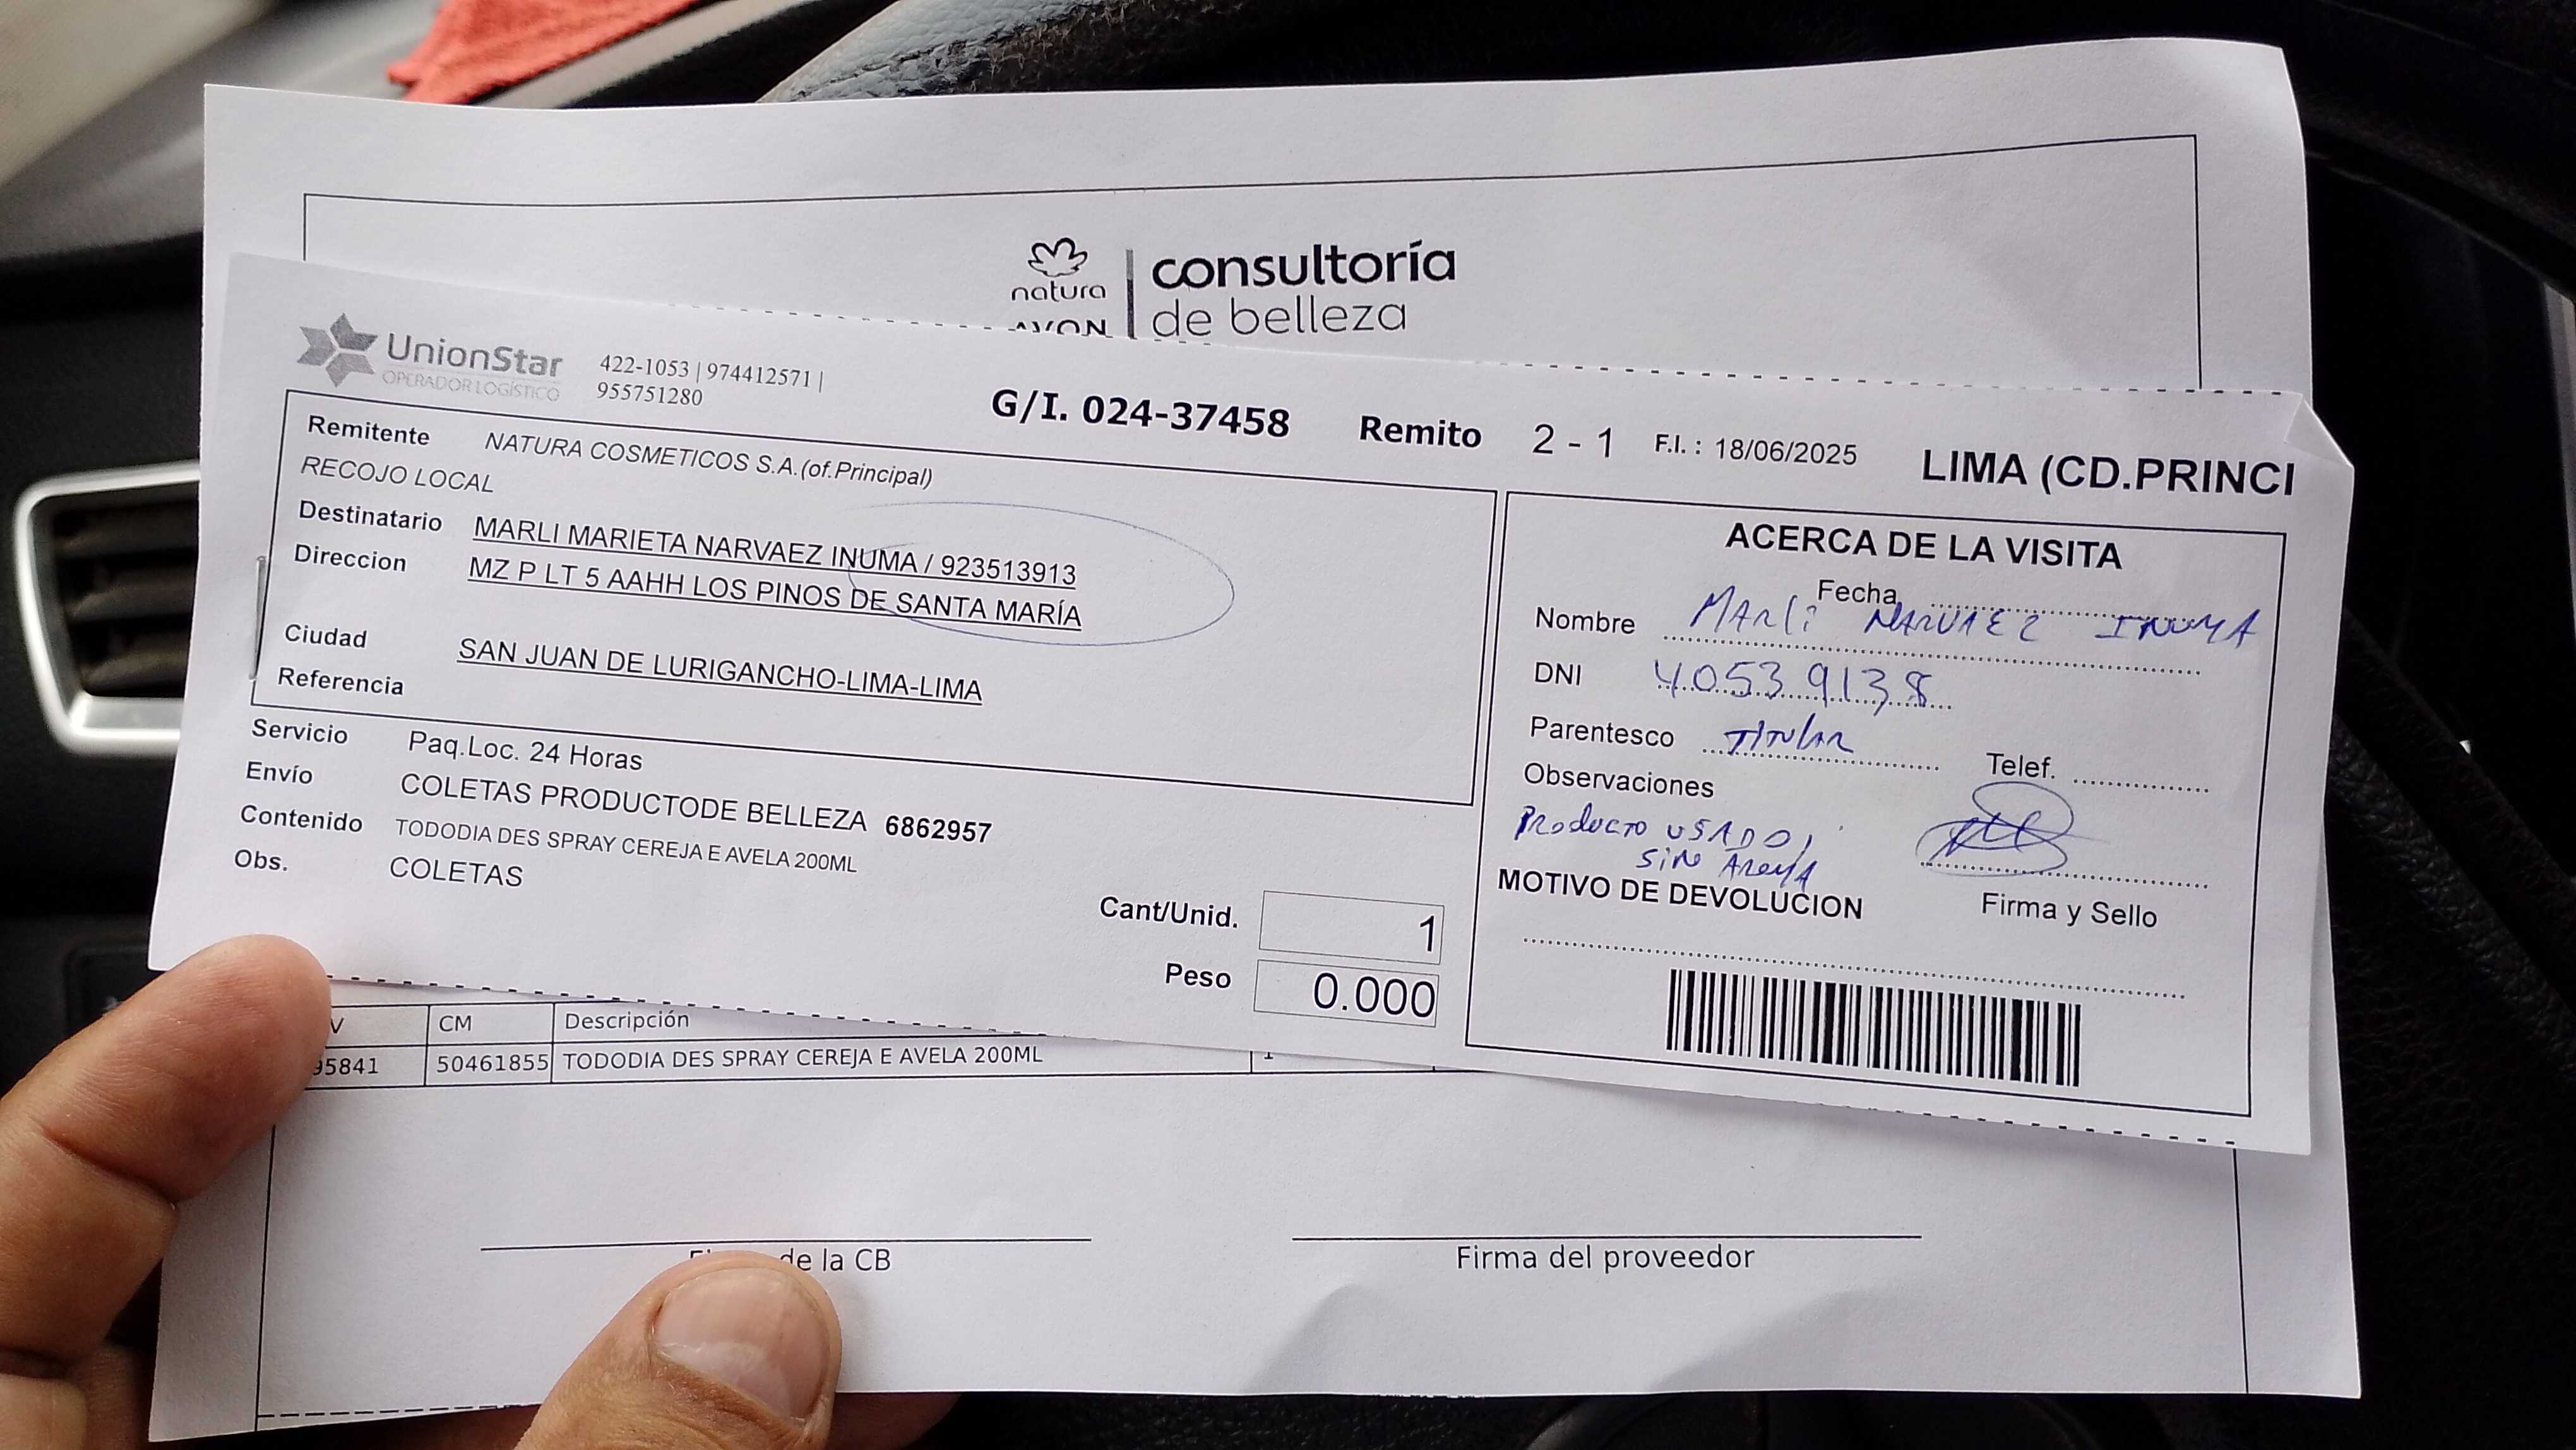 natura
AVON
consultoría
de belleza
UnionStar
OPERADOR LOGÍSTICO
422-1053 | 974412571 |
955751280
G/I. 024-37458 Remito 2 - 1 F.I. : 18/06/2025 LIMA (CD.PRINCI
Remitente NATURA COSMETICOS S.A.(of.Principal)
RECOJO LOCAL
Destinatario MARLI MARIETA NARVAEZ INUMA / 923513913
Direccion MZ P LT 5 AAHH LOS PINOS DE SANTA MARÍA
Ciudad SAN JUAN DE LURIGANCHO-LIMA-LIMA
Referencia
Servicio Paq.Loc. 24 Horas
Envío COLETAS PRODUCTODE BELLEZA 6862957
Contenido TODODIA DES SPRAY CEREJA E AVELA 200ML
Obs. COLETAS
Cant/Unid. 1
Peso 0.000
ACERCA DE LA VISITA
Fecha
Nombre MARLi NARVAEZ INUMA
DNI 40539138
Parentesco TiTULAR Telef.
Observaciones
PRODUCTO USADO,
SIN AROMA
MOTIVO DE DEVOLUCION Firma y Sello
V CM Descripción
95841 50461855 TODODIA DES SPRAY CEREJA E AVELA 200ML 1
de la CB Firma del proveedor